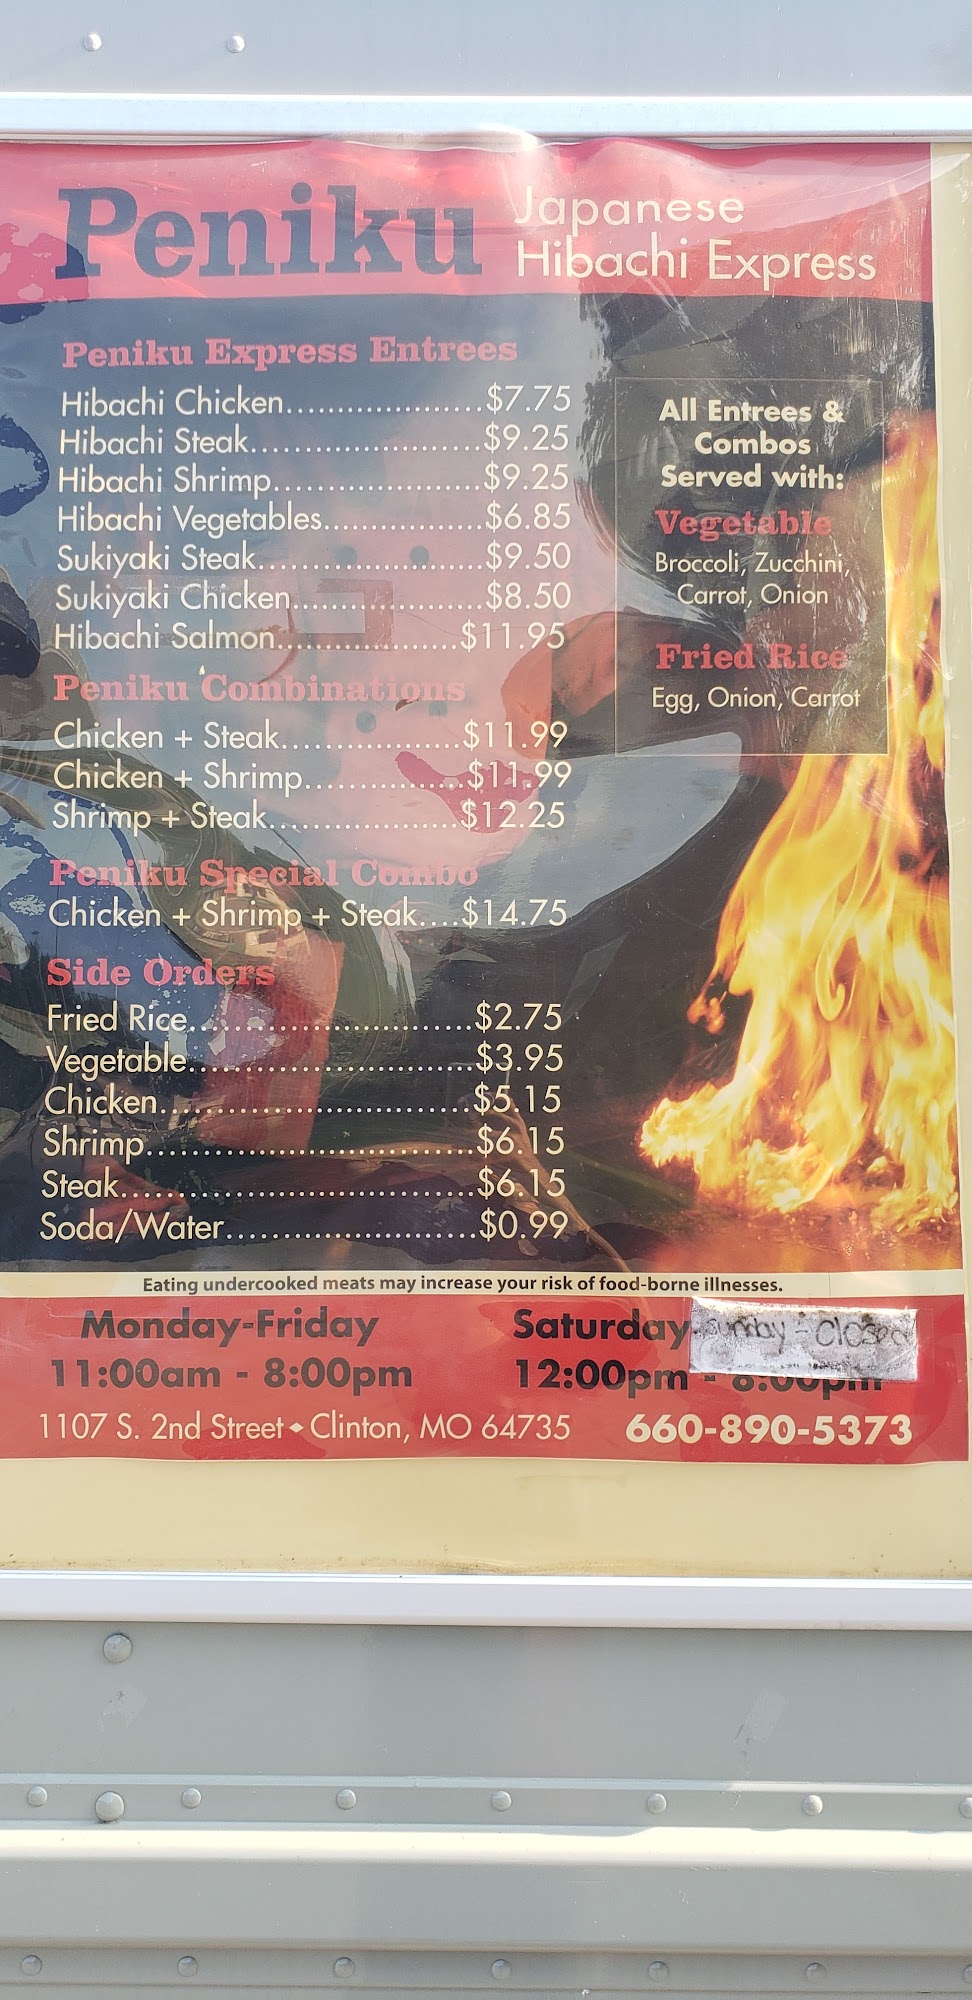 Peniku Japanese
Hibachi Express
Peniku Express Entrees
Hibachi Chicken.....................$7.75
Hibachi Steak.........................$9.25
Hibachi Shrimp.......................$9.25
Hibachi Vegetables.................$6.85
Sukiyaki Steak........................$9.50
Sukiyaki Chicken....................$8.50
Hibachi Salmon....................$11.95
Peniku Combinations
Chicken + Steak...................$11.99
Chicken + Shrimp.................$11.99
Shrimp + Steak....................$12.25
Peniku Special Combo
Chicken + Shrimp + Steak....$14.75
Side Orders
Fried Rice..............................$2.75
Vegetable..............................$3.95
Chicken.................................$5.15
Shrimp...................................$6.15
Steak......................................$6.15
Soda/Water...........................$0.99
All Entrees &
Combos
Served with:
Vegetable
Broccoli, Zucchini,
Carrot, Onion
Fried Rice
Egg, Onion, Carrot
Eating undercooked meats may increase your risk of food-borne illnesses.
Monday-Friday
11:00am - 8:00pm
Saturday
Sunday - Closed
12:00pm - 8:00pm
1107 S. 2nd Street ⬥ Clinton, MO 64735 660-890-5373